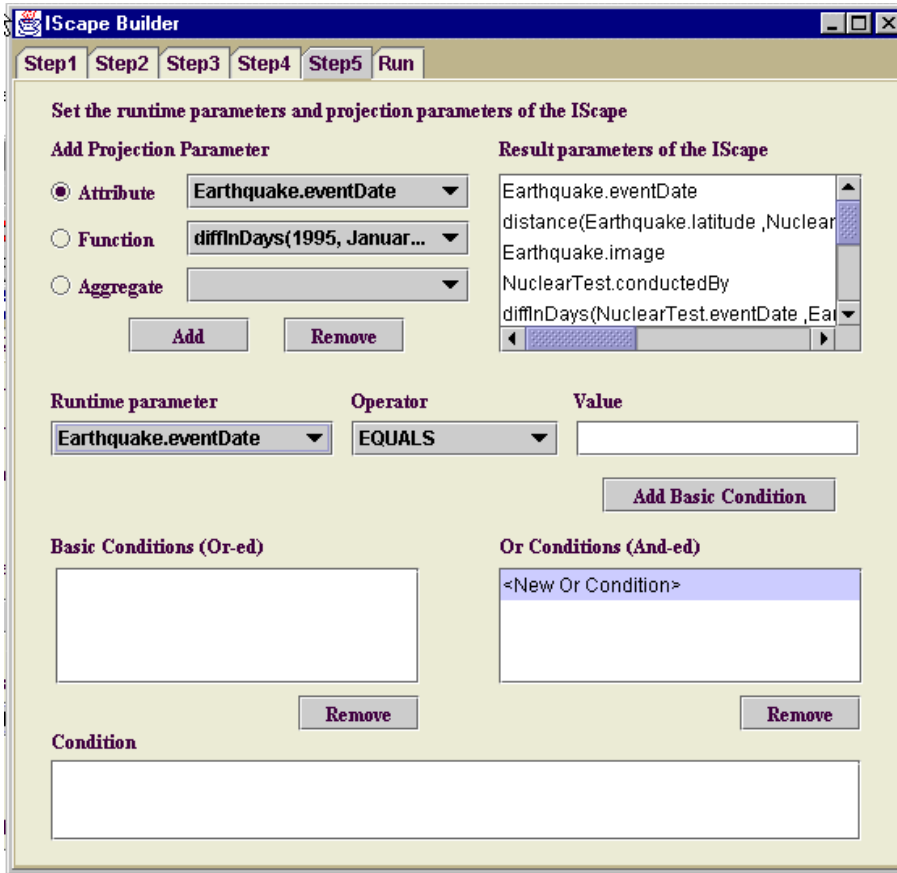 IScape Builder
Step1 Step2 Step3 Step4 Step5 Run
Set the runtime parameters and projection parameters of the IScape
Add Projection Parameter
Result parameters of the IScape
Attribute Earthquake.eventDate
Function diffInDays(1995, Januar...
Aggregate
Add Remove
Earthquake.eventDate
distance(Earthquake.latitude ,Nuclear
Earthquake.image
NuclearTest.conductedBy
diffInDays(NuclearTest.eventDate ,Ear
Runtime parameter Operator Value
Earthquake.eventDate EQUALS
Add Basic Condition
Basic Conditions (Or-ed)
Or Conditions (And-ed)
<New Or Condition>
Remove Remove
Condition